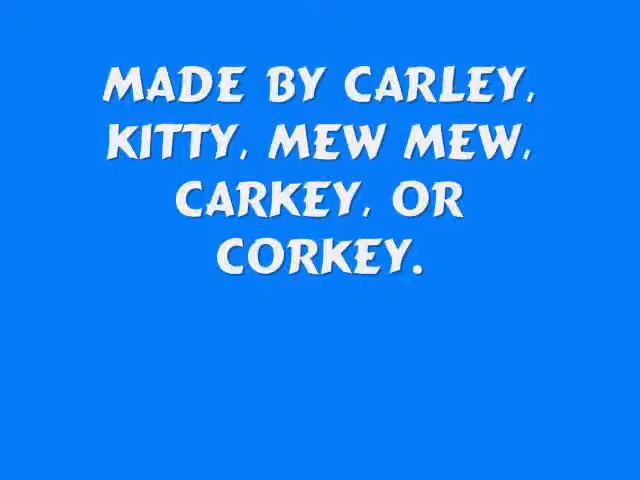 MADE BY CARLEY,
KITTY, MEW MEW,
CARKEY, OR
CORKEY.